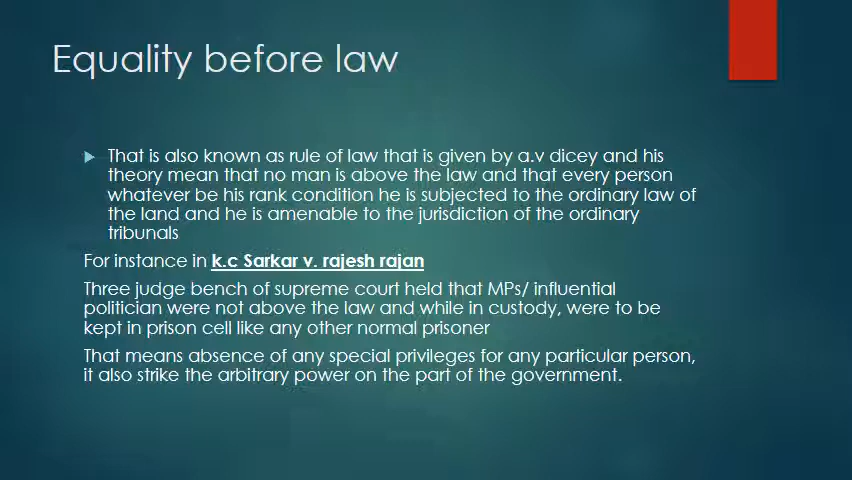 Equality before law
That is also known as rule of law that is given by a.v dicey and his
theory mean that no man is above the law and that every person
whatever be his rank condition he is subjected to the ordinary law of
the land and he is amenable to the jurisdiction of the ordinary
tribunals
For instance in k.c Sarkar v. rajesh rajan
Three judge bench of supreme court held that MPs/ influential
politician were not above the law and while in custody, were to be
kept in prison cell like any other normal prisoner
That means absence of any special privileges for any particular person,
it also strike the arbitrary power on the part of the government.